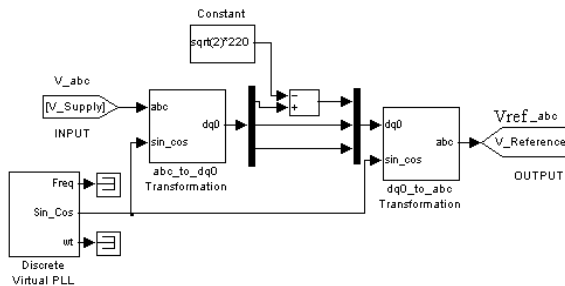 Constant
sqrt(2)*220
V_abc
[V_Supply]
INPUT
abc
sin_cos
dq0
abc_to_dq0
Transformation
−
+
dq0
sin_cos
abc
dq0_to_abc
Transformation
Vref_abc
V_Reference
OUTPUT
Freq
Sin_Cos
wt
Discrete
Virtual PLL